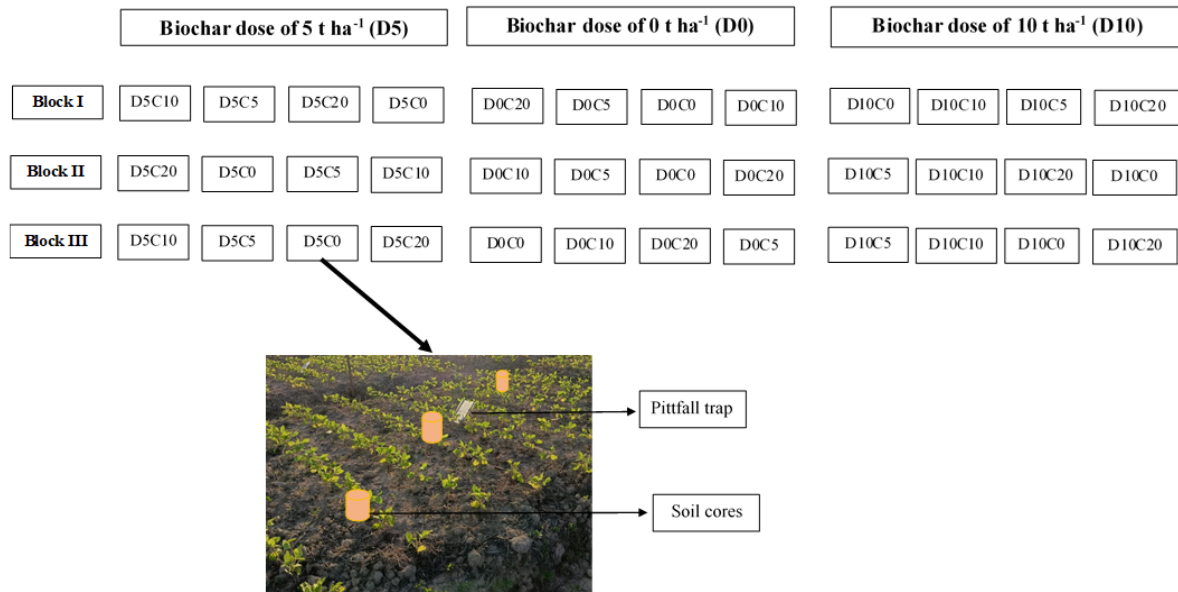 Biochar dose of 5 t ha⁻¹ (D5) Biochar dose of 0 t ha⁻¹ (D0) Biochar dose of 10 t ha⁻¹ (D10)
Block I D5C10 D5C5 D5C20 D5C0 D0C20 D0C5 D0C0 D0C10 D10C0 D10C10 D10C5 D10C20
Block II D5C20 D5C0 D5C5 D5C10 D0C10 D0C5 D0C0 D0C20 D10C5 D10C10 D10C20 D10C0
Block III D5C10 D5C5 D5C0 D5C20 D0C0 D0C10 D0C20 D0C5 D10C5 D10C10 D10C0 D10C20
Pittfall trap
Soil cores